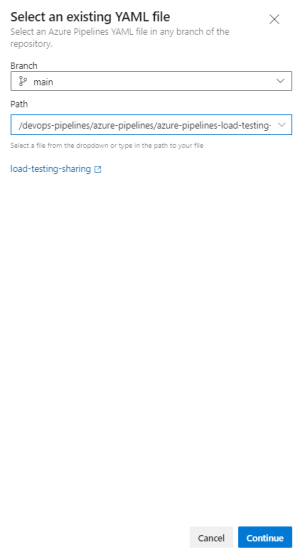 Select an existing YAML file
Select an Azure Pipelines YAML file in any branch of the
repository.
Branch
main
Path
/devops-pipelines/azure-pipelines/azure-pipelines-load-testing-
Select a file from the dropdown or type in the path to your file
load-testing-sharing
Cancel
Continue